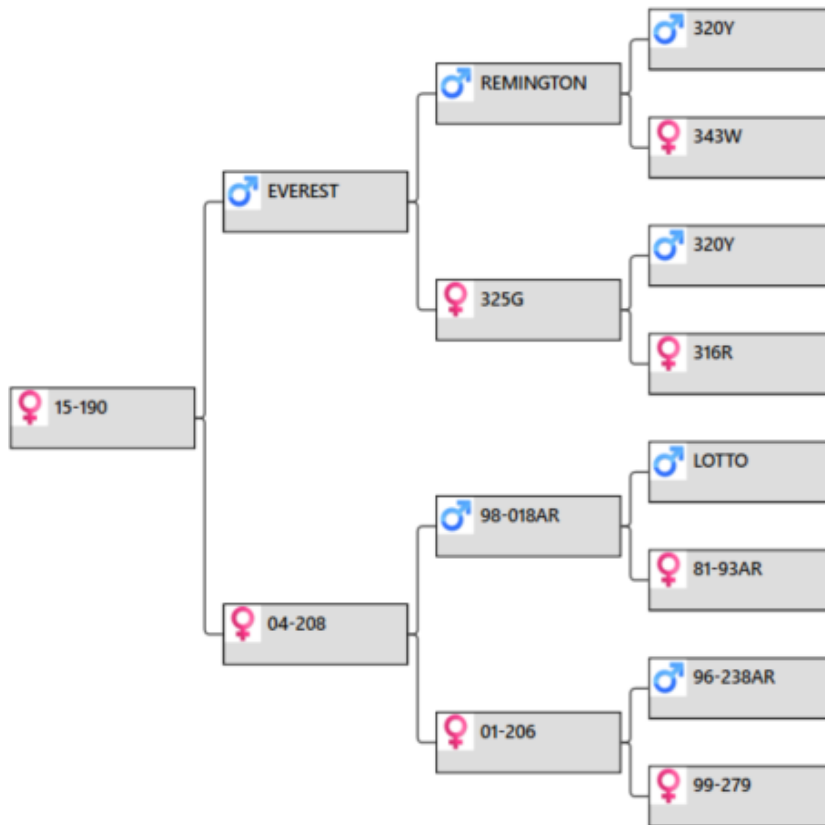 320Y
REMINGTON
343W
EVEREST
320Y
325G
316R
15-190
LOTTO
98-018AR
81-93AR
04-208
96-238AR
01-206
99-279